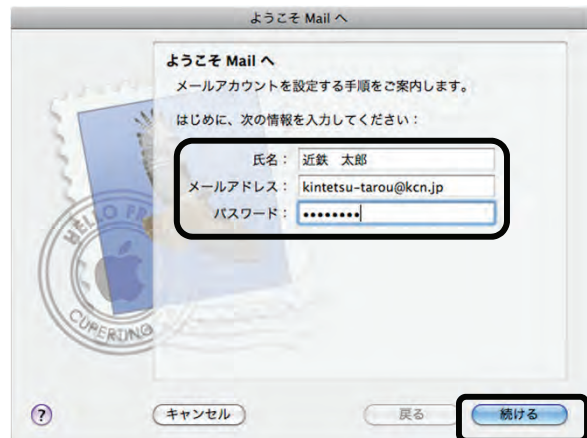 ようこそ Mail へ
ようこそ Mail へ
メールアカウントを設定する手順をご案内します。
はじめに、次の情報を入力してください：
氏名： 近鉄　太郎
メールアドレス： kintetsu-tarou@kcn.jp
パスワード： ••••••••
HELLO FR
CUPERTINO
? キャンセル 戻る 続ける